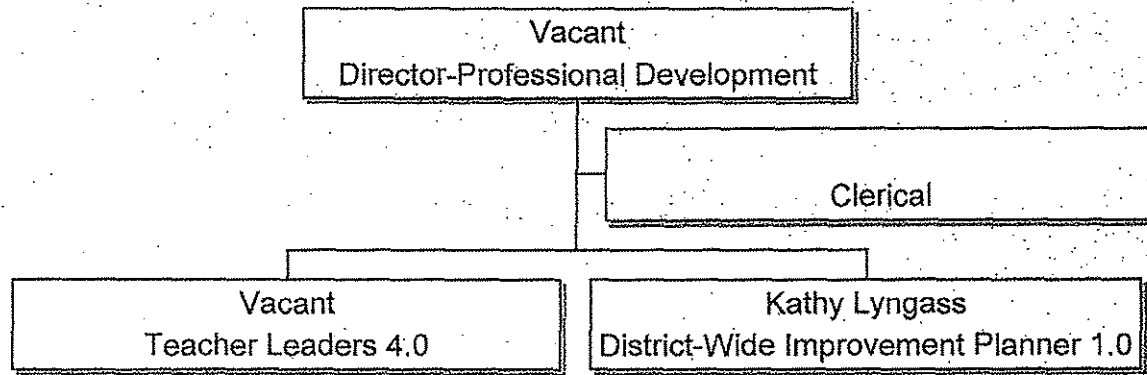 Vacant
Director-Professional Development
Clerical
Vacant
Teacher Leaders 4.0
Kathy Lyngass
District-Wide Improvement Planner 1.0